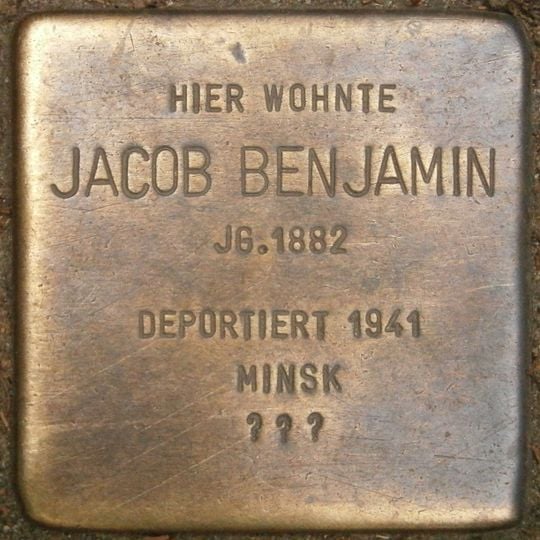 HIER WOHNTE
JACOB BENJAMIN
JG.1882
DEPORTIERT 1941
MINSK
? ? ?